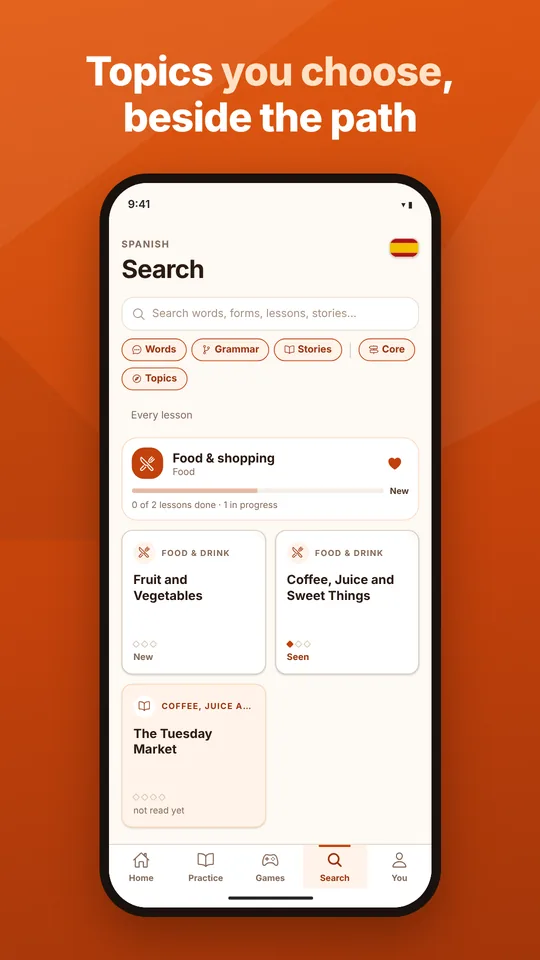 Topics you choose,
beside the path
9:41
SPANISH
Search
Search words, forms, lessons, stories...
Words
Grammar
Stories
Core
Topics
Every lesson
Food & shopping
Food
New
0 of 2 lessons done · 1 in progress
FOOD & DRINK
Fruit and
Vegetables
New
FOOD & DRINK
Coffee, Juice and
Sweet Things
Seen
COFFEE, JUICE A...
The Tuesday
Market
not read yet
Home
Practice
Games
Search
You